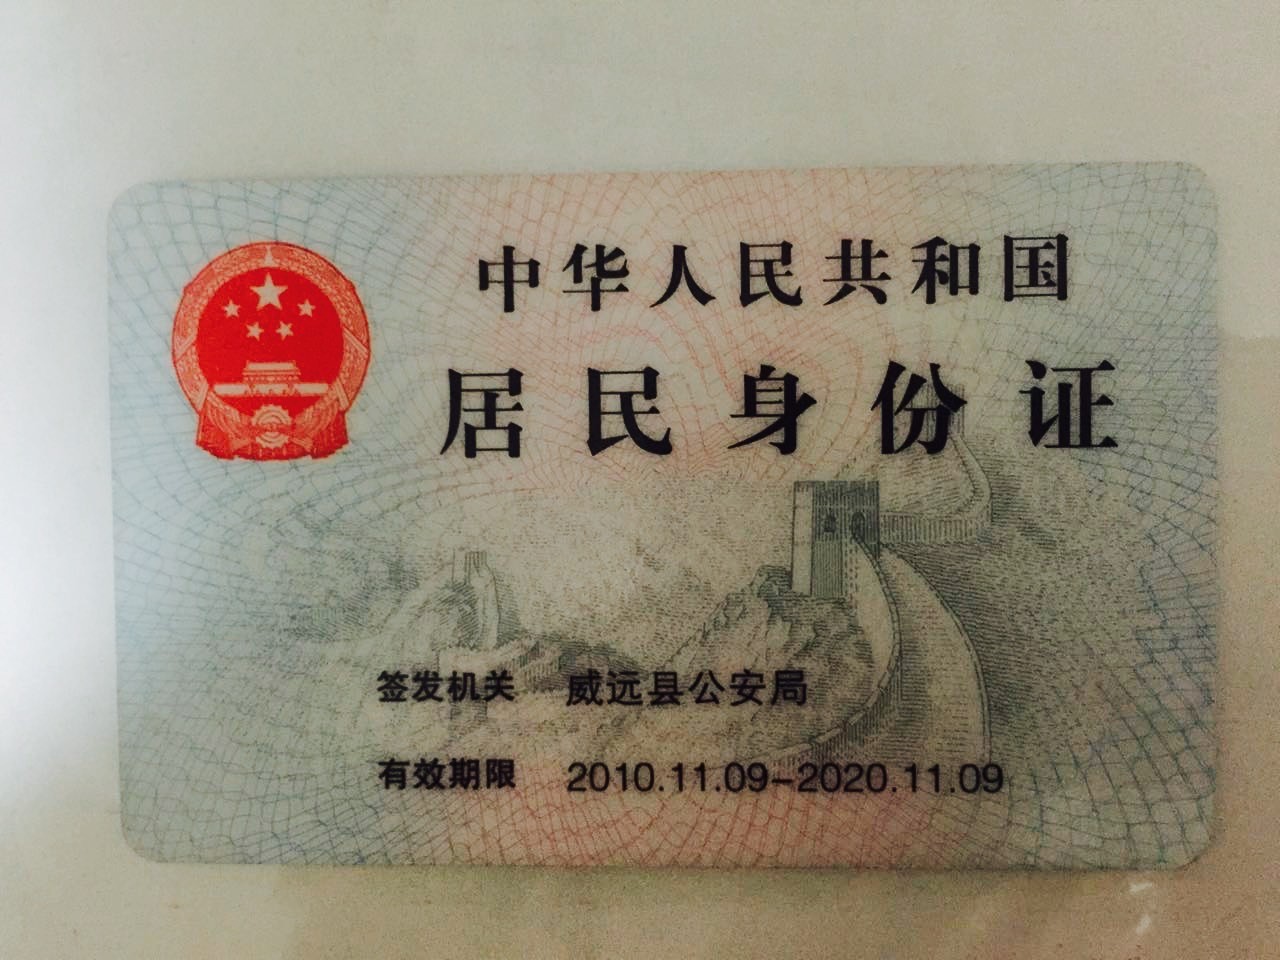 中华人民共和国
居民身份证
签发机关 威远县公安局
有效期限 2010.11.09-2020.11.09